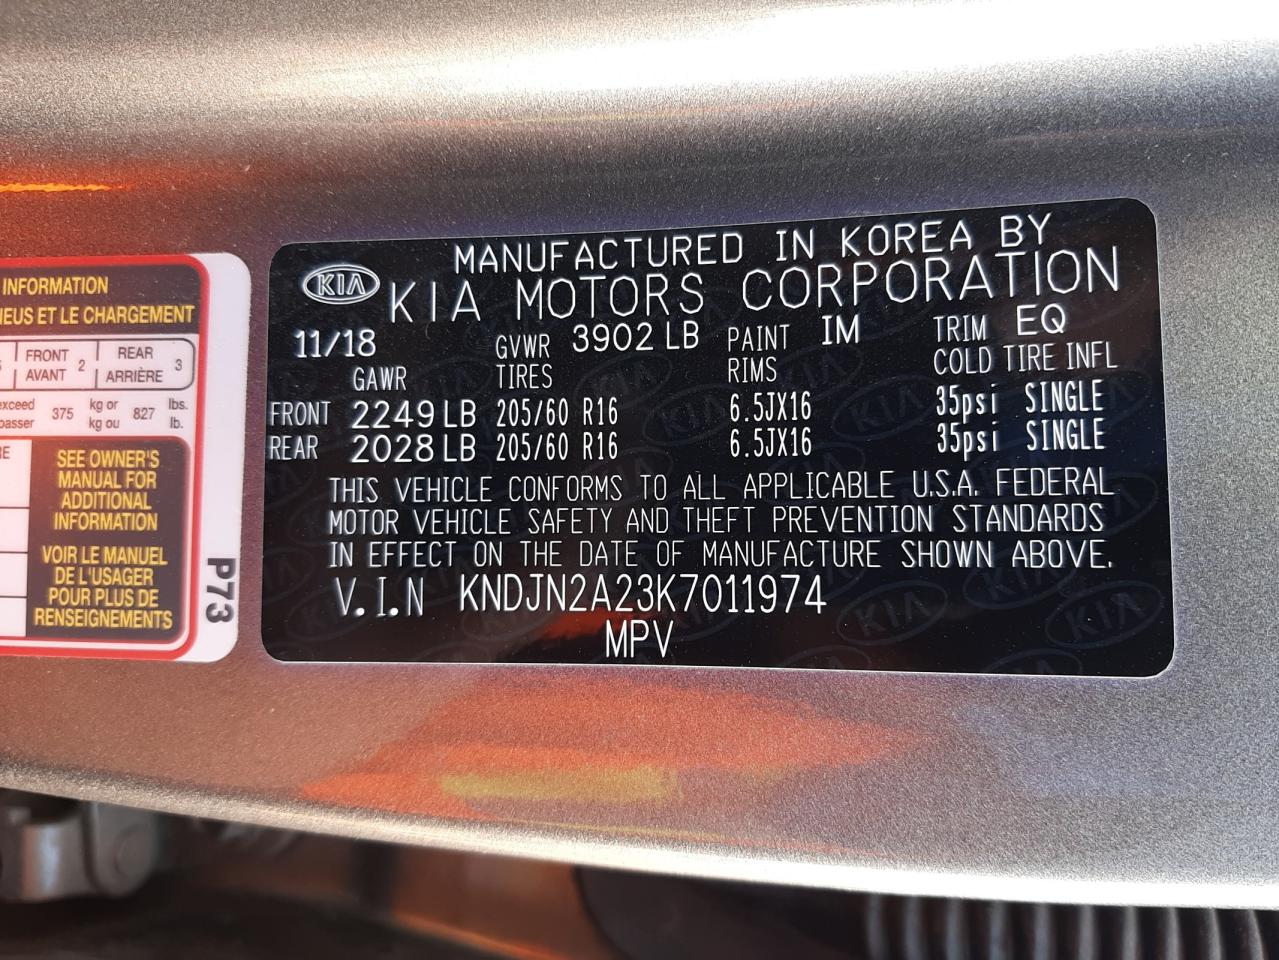 INFORMATION
EUS ET LE CHARGEMENT
FRONT
AVANT 2
REAR
ARRIÈRE 3
exceed
passer 375 kg or
kg ou 827 lbs.
lb.
SEE OWNER'S
MANUAL FOR
ADDITIONAL
INFORMATION
VOIR LE MANUEL
DE L'USAGER
POUR PLUS DE
RENSEIGNEMENTS
P73
MANUFACTURED IN KOREA BY
KIA KIA MOTORS CORPORATION
11/18 GVWR 3902 LB PAINT IM TRIM EQ
GAWR TIRES RIMS COLD TIRE INFL
FRONT 2249 LB 205/60 R16 6.5JX16 35psi SINGLE
REAR 2028 LB 205/60 R16 6.5JX16 35psi SINGLE
THIS VEHICLE CONFORMS TO ALL APPLICABLE U.S.A. FEDERAL
MOTOR VEHICLE SAFETY AND THEFT PREVENTION STANDARDS
IN EFFECT ON THE DATE OF MANUFACTURE SHOWN ABOVE.
V.I.N KNDJN2A23K7011974
MPV